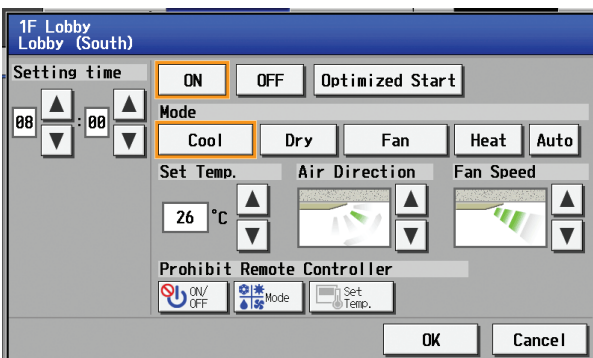 1F Lobby
Lobby (South)
Setting time
ON OFF Optimized Start
08 : 00
Mode
Cool Dry Fan Heat Auto
Set Temp. Air Direction Fan Speed
26 °C
Prohibit Remote Controller
ON/
OFF
Mode
Set
Temp.
OK Cancel